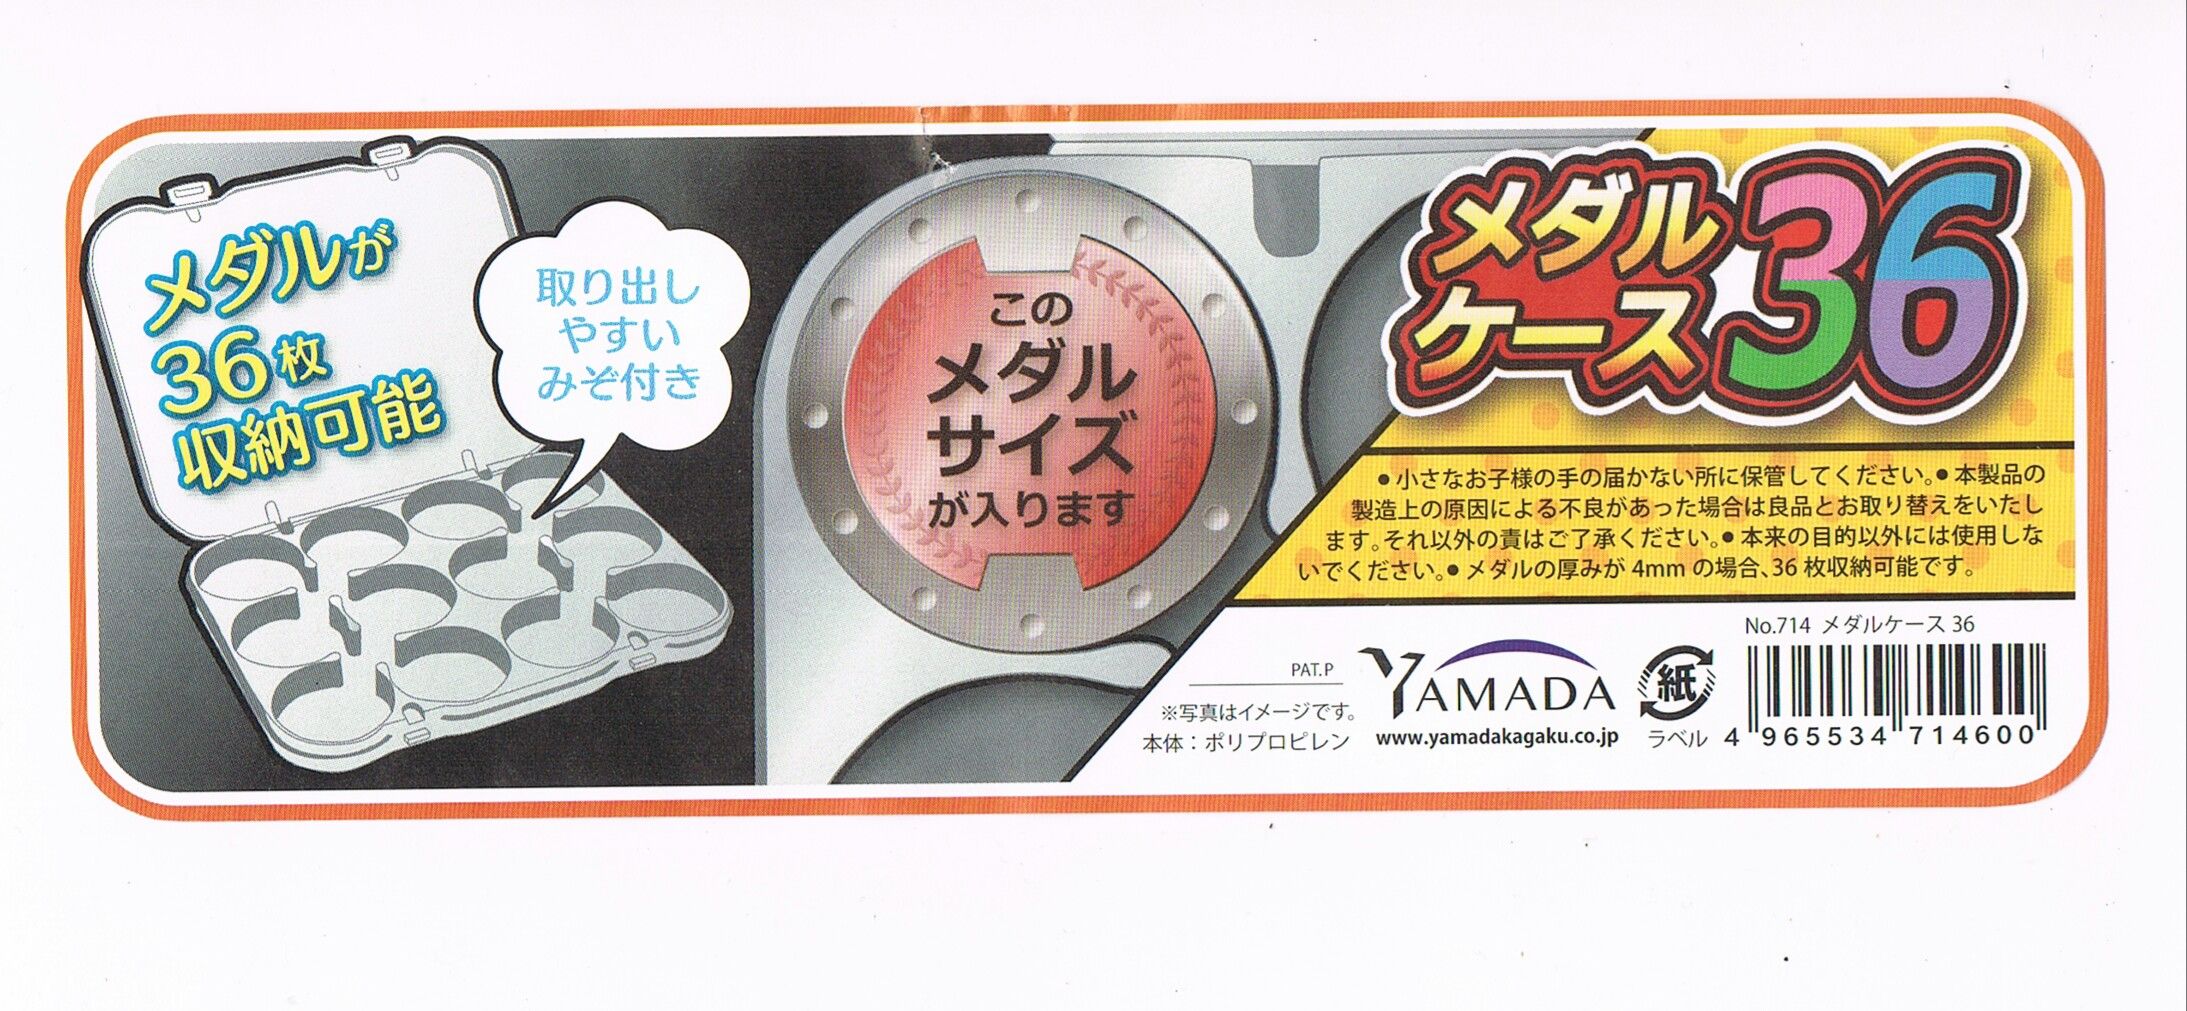 メダルが
36枚
収納可能
取り出し
やすい
みぞ付き
この
メダル
サイズ
が入ります
メダル
ケース36
●小さなお子様の手の届かない所に保管してください。●本製品の
製造上の原因による不良があった場合は良品とお取り替えをいたし
ます。それ以外の責はご了承ください。●本来の目的以外には使用しな
いでください。●メダルの厚みが4mmの場合、36枚収納可能です。
PAT.P
※写真はイメージです。
本体：ポリプロピレン
YAMADA
www.yamadakagaku.co.jp
紙
ラベル
No.714 メダルケース36
4 965534 714600